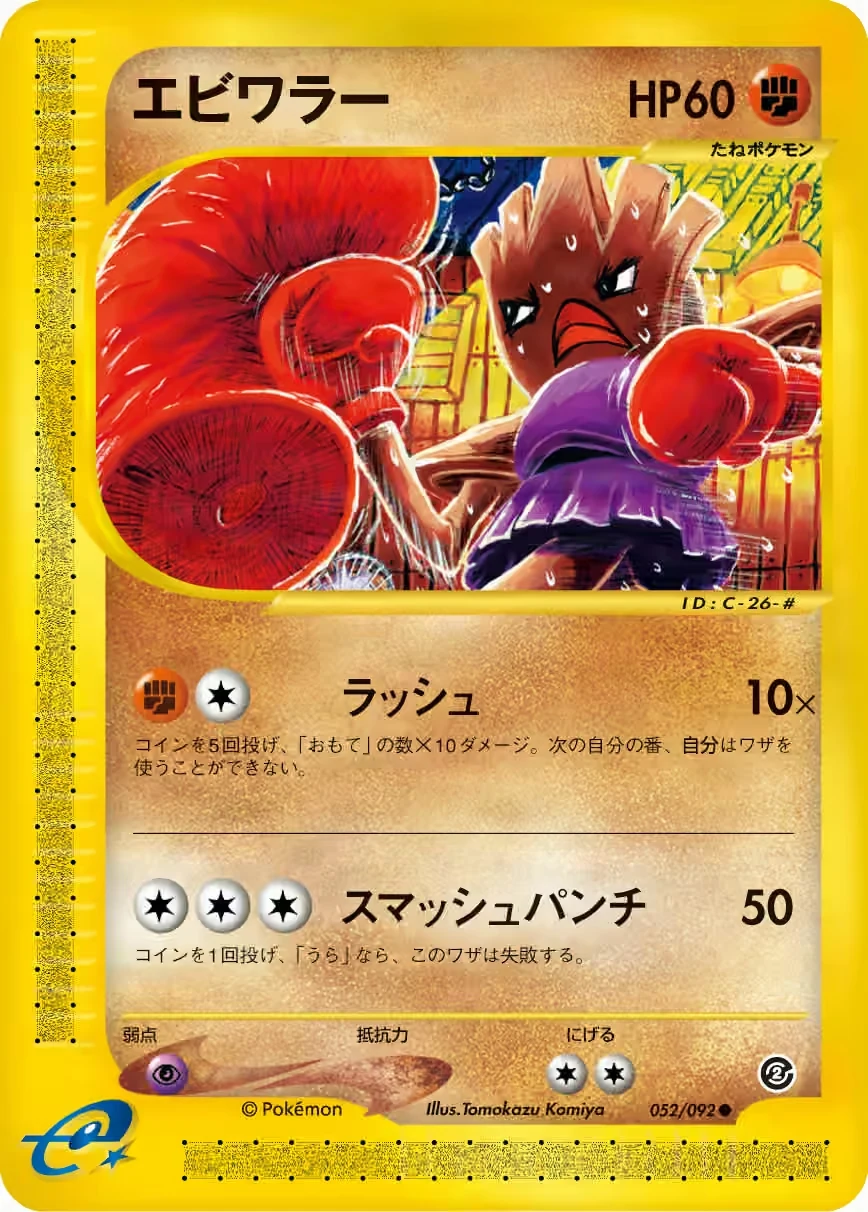 エビワラー HP60
たねポケモン
ID:C-26-#
ラッシュ 10×
コインを5回投げ、「おもて」の数×10ダメージ。次の自分の番、自分はワザを
使うことができない。
スマッシュパンチ 50
コインを1回投げ、「うら」なら、このワザは失敗する。
弱点 抵抗力 にげる
2
© Pokémon Illus.Tomokazu Komiya 052/092●
e